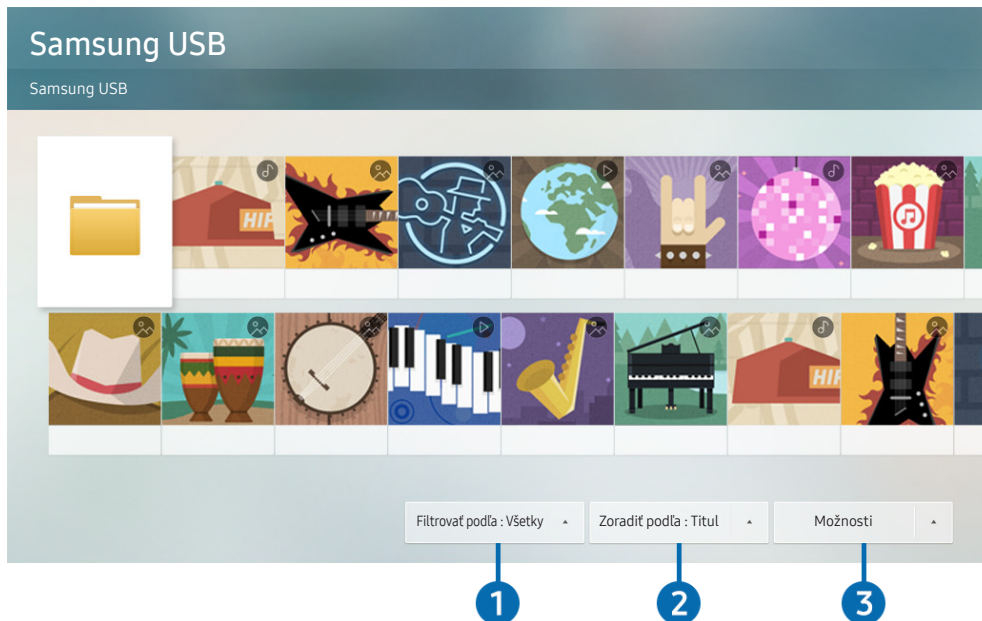 Samsung USB
Samsung USB
HIP
HIP
Filtrovať podľa : Všetky
Zoradiť podľa : Titul
Možnosti
1
2
3